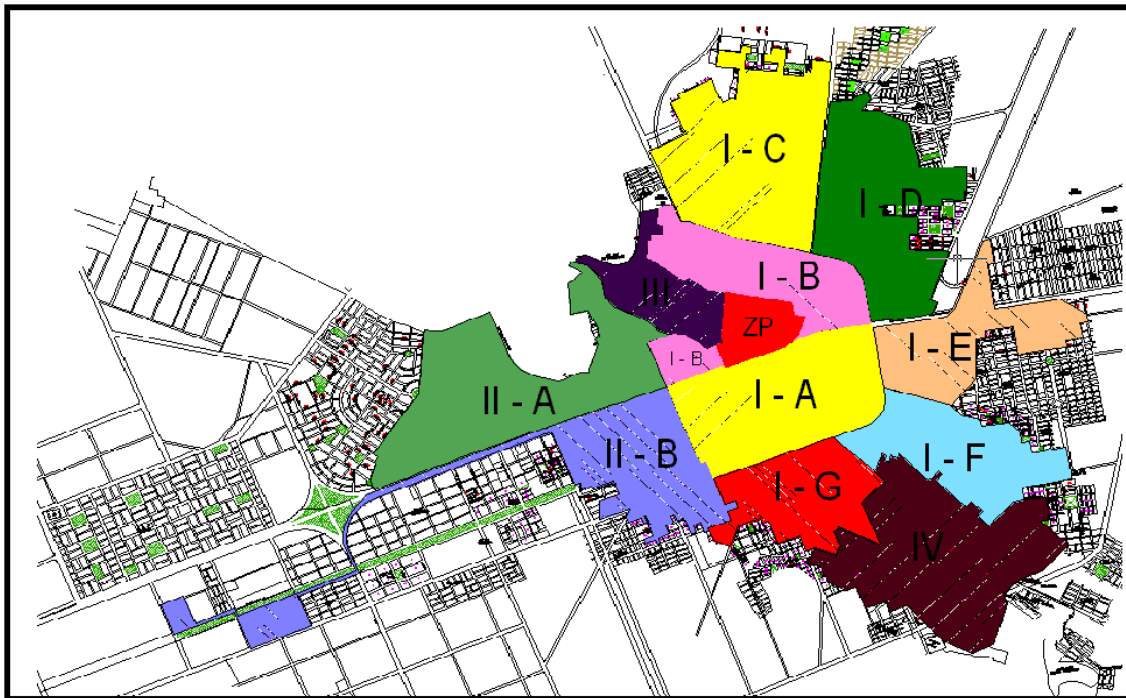 I - C
I - D
I - B
III
ZP
I - E
I - B
II - A
I - A
II - B
I - F
I - G
IV